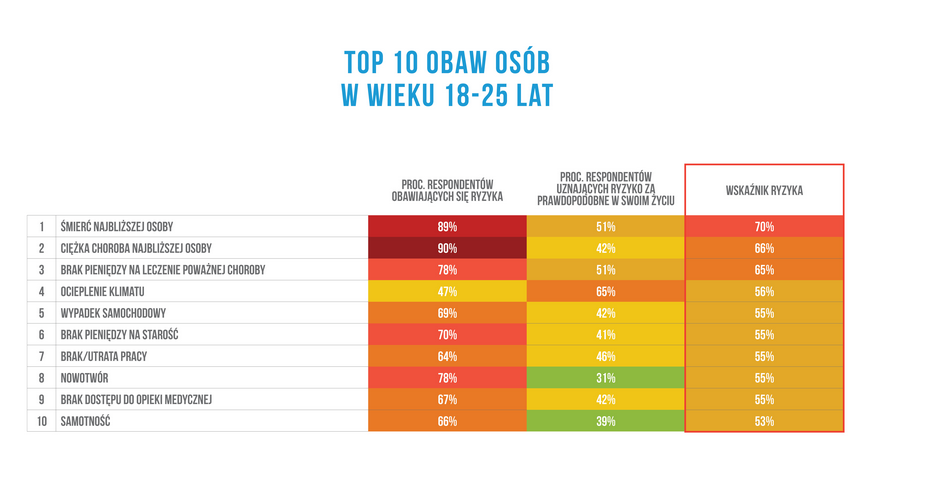 TOP 10 OBAW OSÓB
W WIEKU 18-25 LAT
PROC. RESPONDENTÓW
OBAWIAJĄCYCH SIĘ RYZYKA
PROC. RESPONDENTÓW
UZNAJĄCYCH RYZYKO ZA
PRAWDOPODOBNE W SWOIM ŻYCIU
WSKAŹNIK RYZYKA
1 ŚMIERĆ NAJBLIŻSZEJ OSOBY 89% 51% 70%
2 CIĘŻKA CHOROBA NAJBLIŻSZEJ OSOBY 90% 42% 66%
3 BRAK PIENIĘDZY NA LECZENIE POWAŻNEJ CHOROBY 78% 51% 65%
4 OCIEPLENIE KLIMATU 47% 65% 56%
5 WYPADEK SAMOCHODOWY 69% 42% 55%
6 BRAK PIENIĘDZY NA STAROŚĆ 70% 41% 55%
7 BRAK/UTRATA PRACY 64% 46% 55%
8 NOWOTWÓR 78% 31% 55%
9 BRAK DOSTĘPU DO OPIEKI MEDYCZNEJ 67% 42% 55%
10 SAMOTNOŚĆ 66% 39% 53%